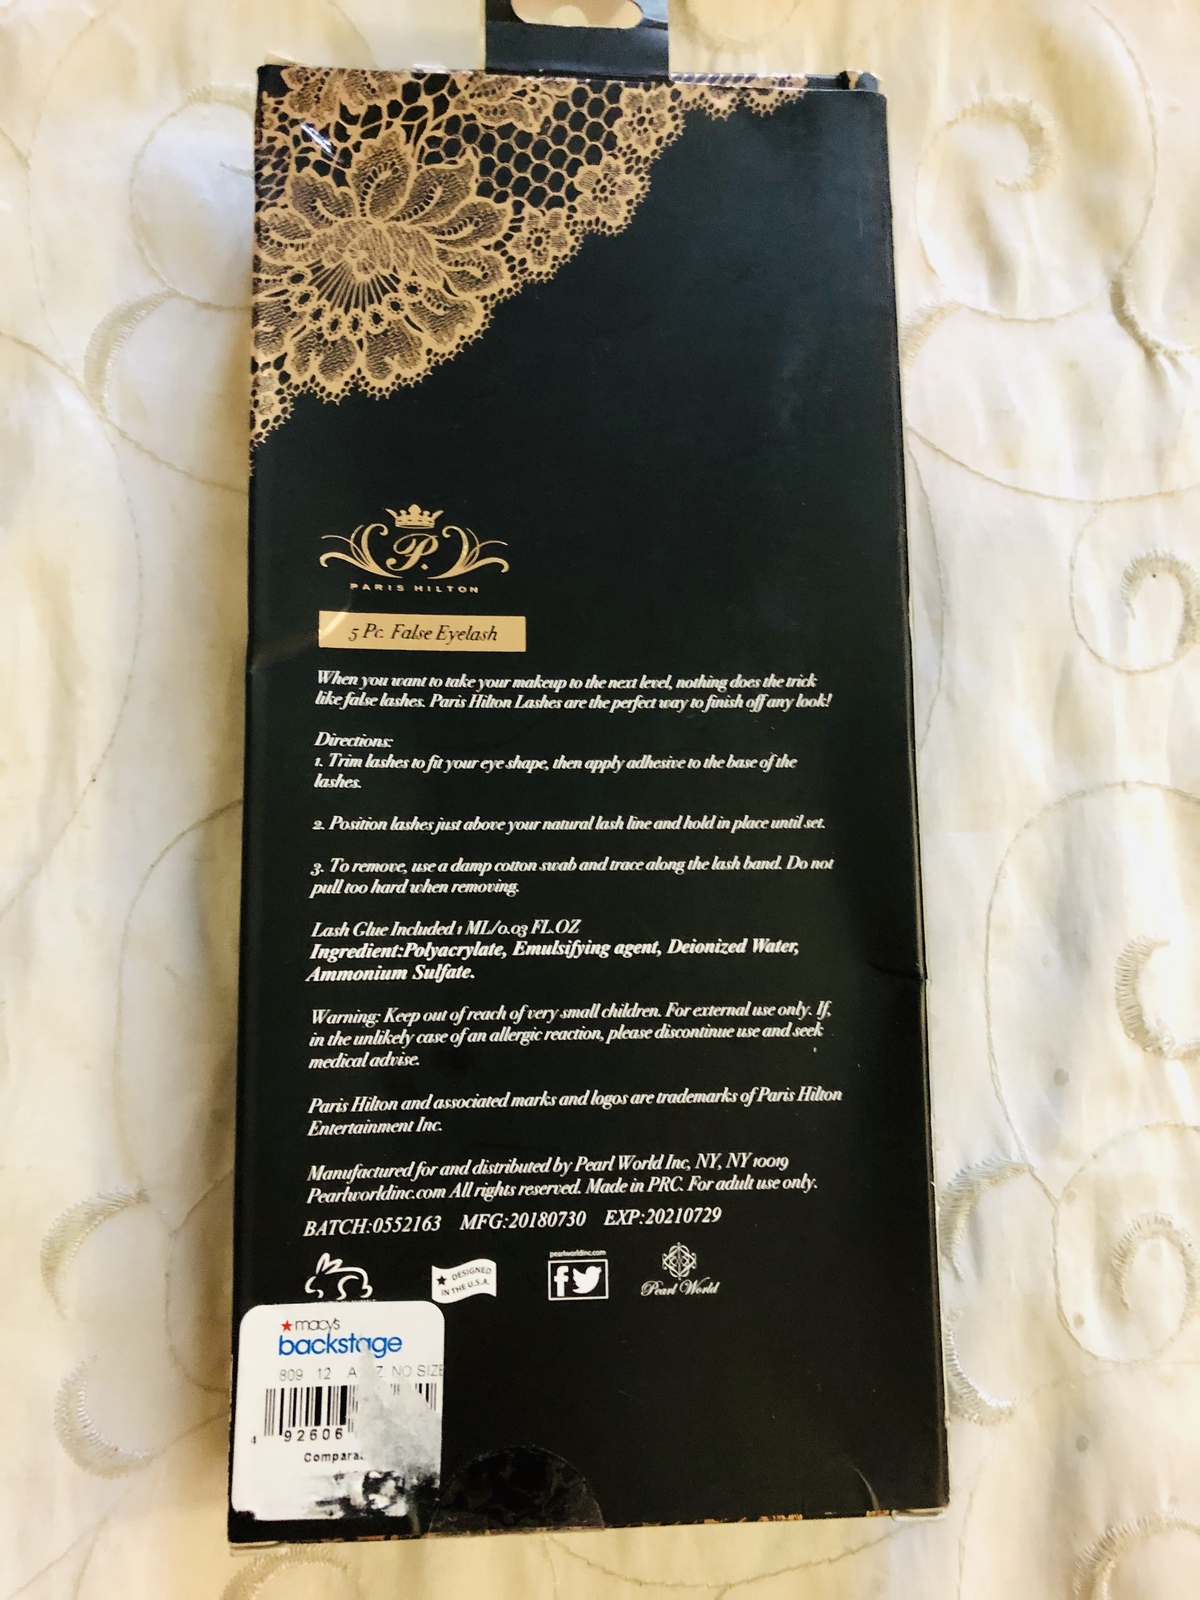 P.
PARIS HILTON
5 Pc. False Eyelash
When you want to take your makeup to the next level, nothing does the trick
like false lashes. Paris Hilton Lashes are the perfect way to finish off any look!
Directions:
1. Trim lashes to fit your eye shape, then apply adhesive to the base of the
lashes.
2. Position lashes just above your natural lash line and hold in place until set.
3. To remove, use a damp cotton swab and trace along the lash band. Do not
pull too hard when removing.
Lash Glue Included 1 ML/0.03 FL.OZ
Ingredient:Polyacrylate, Emulsifying agent, Deionized Water,
Ammonium Sulfate.
Warning: Keep out of reach of very small children. For external use only. If,
in the unlikely case of an allergic reaction, please discontinue use and seek
medical advise.
Paris Hilton and associated marks and logos are trademarks of Paris Hilton
Entertainment Inc.
Manufactured for and distributed by Pearl World Inc, NY, NY 10019
Pearlworldinc.com All rights reserved. Made in PRC. For adult use only.
BATCH:0552163 MFG:20180730 EXP:20210729
DESIGNED
IN THE U.S.A.
pearlworldinc.com
f
Pearl World
macy's
backstage
809 12 NO SIZE
4 92606